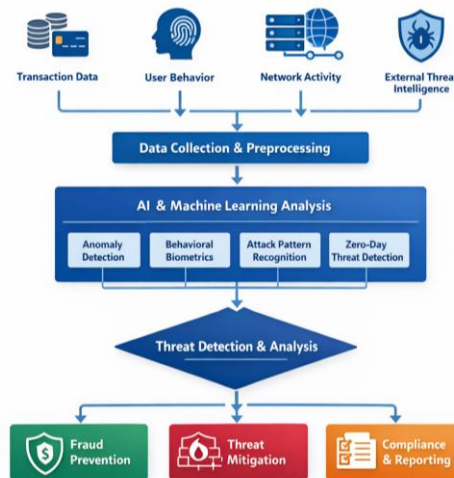 Transaction Data
User Behavior
Network Activity
External Threat
Intelligence
Data Collection & Preprocessing
AI & Machine Learning Analysis
Anomaly
Detection
Behavioral
Biometrics
Attack Pattern
Recognition
Zero-Day
Threat Detection
Threat Detection & Analysis
$ Fraud
Prevention
Threat
Mitigation
Compliance
& Reporting